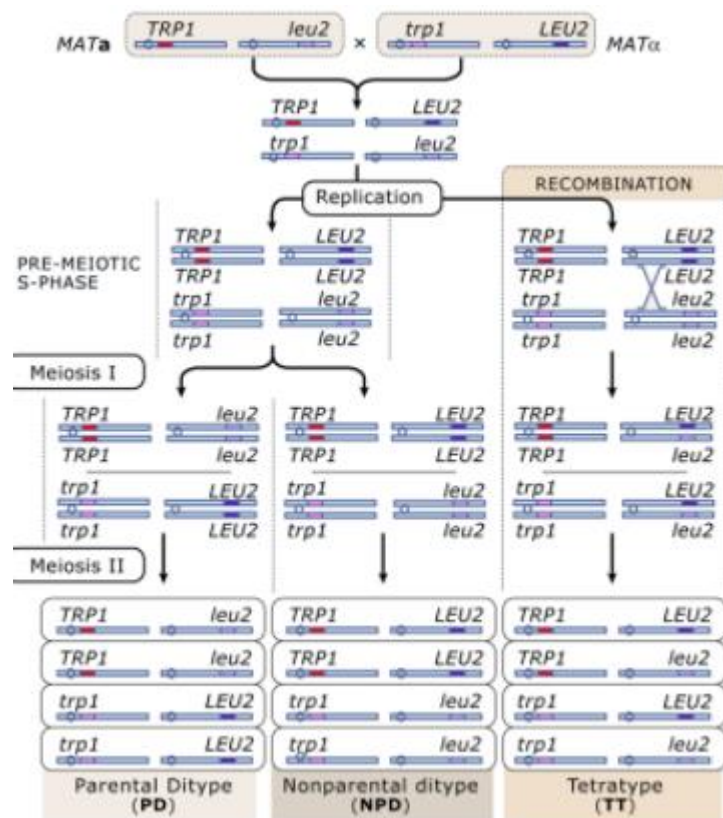 MATa TRP1 leu2 × trp1 LEU2 MATα
TRP1 LEU2
trp1 leu2
Replication
RECOMBINATION
PRE-MEIOTIC
S-PHASE
TRP1 LEU2
TRP1 LEU2
trp1 leu2
trp1 leu2
TRP1 LEU2
TRP1 LEU2
trp1 leu2
trp1 leu2
Meiosis I
TRP1 leu2
TRP1 leu2
trp1 LEU2
trp1 LEU2
TRP1 LEU2
TRP1 LEU2
trp1 leu2
trp1 leu2
TRP1 LEU2
TRP1 leu2
trp1 LEU2
trp1 leu2
Meiosis II
TRP1 leu2
TRP1 leu2
trp1 LEU2
trp1 LEU2
Parental Ditype
(PD)
TRP1 LEU2
TRP1 LEU2
trp1 leu2
trp1 leu2
Nonparental ditype
(NPD)
TRP1 LEU2
TRP1 leu2
trp1 LEU2
trp1 leu2
Tetratype
(TT)